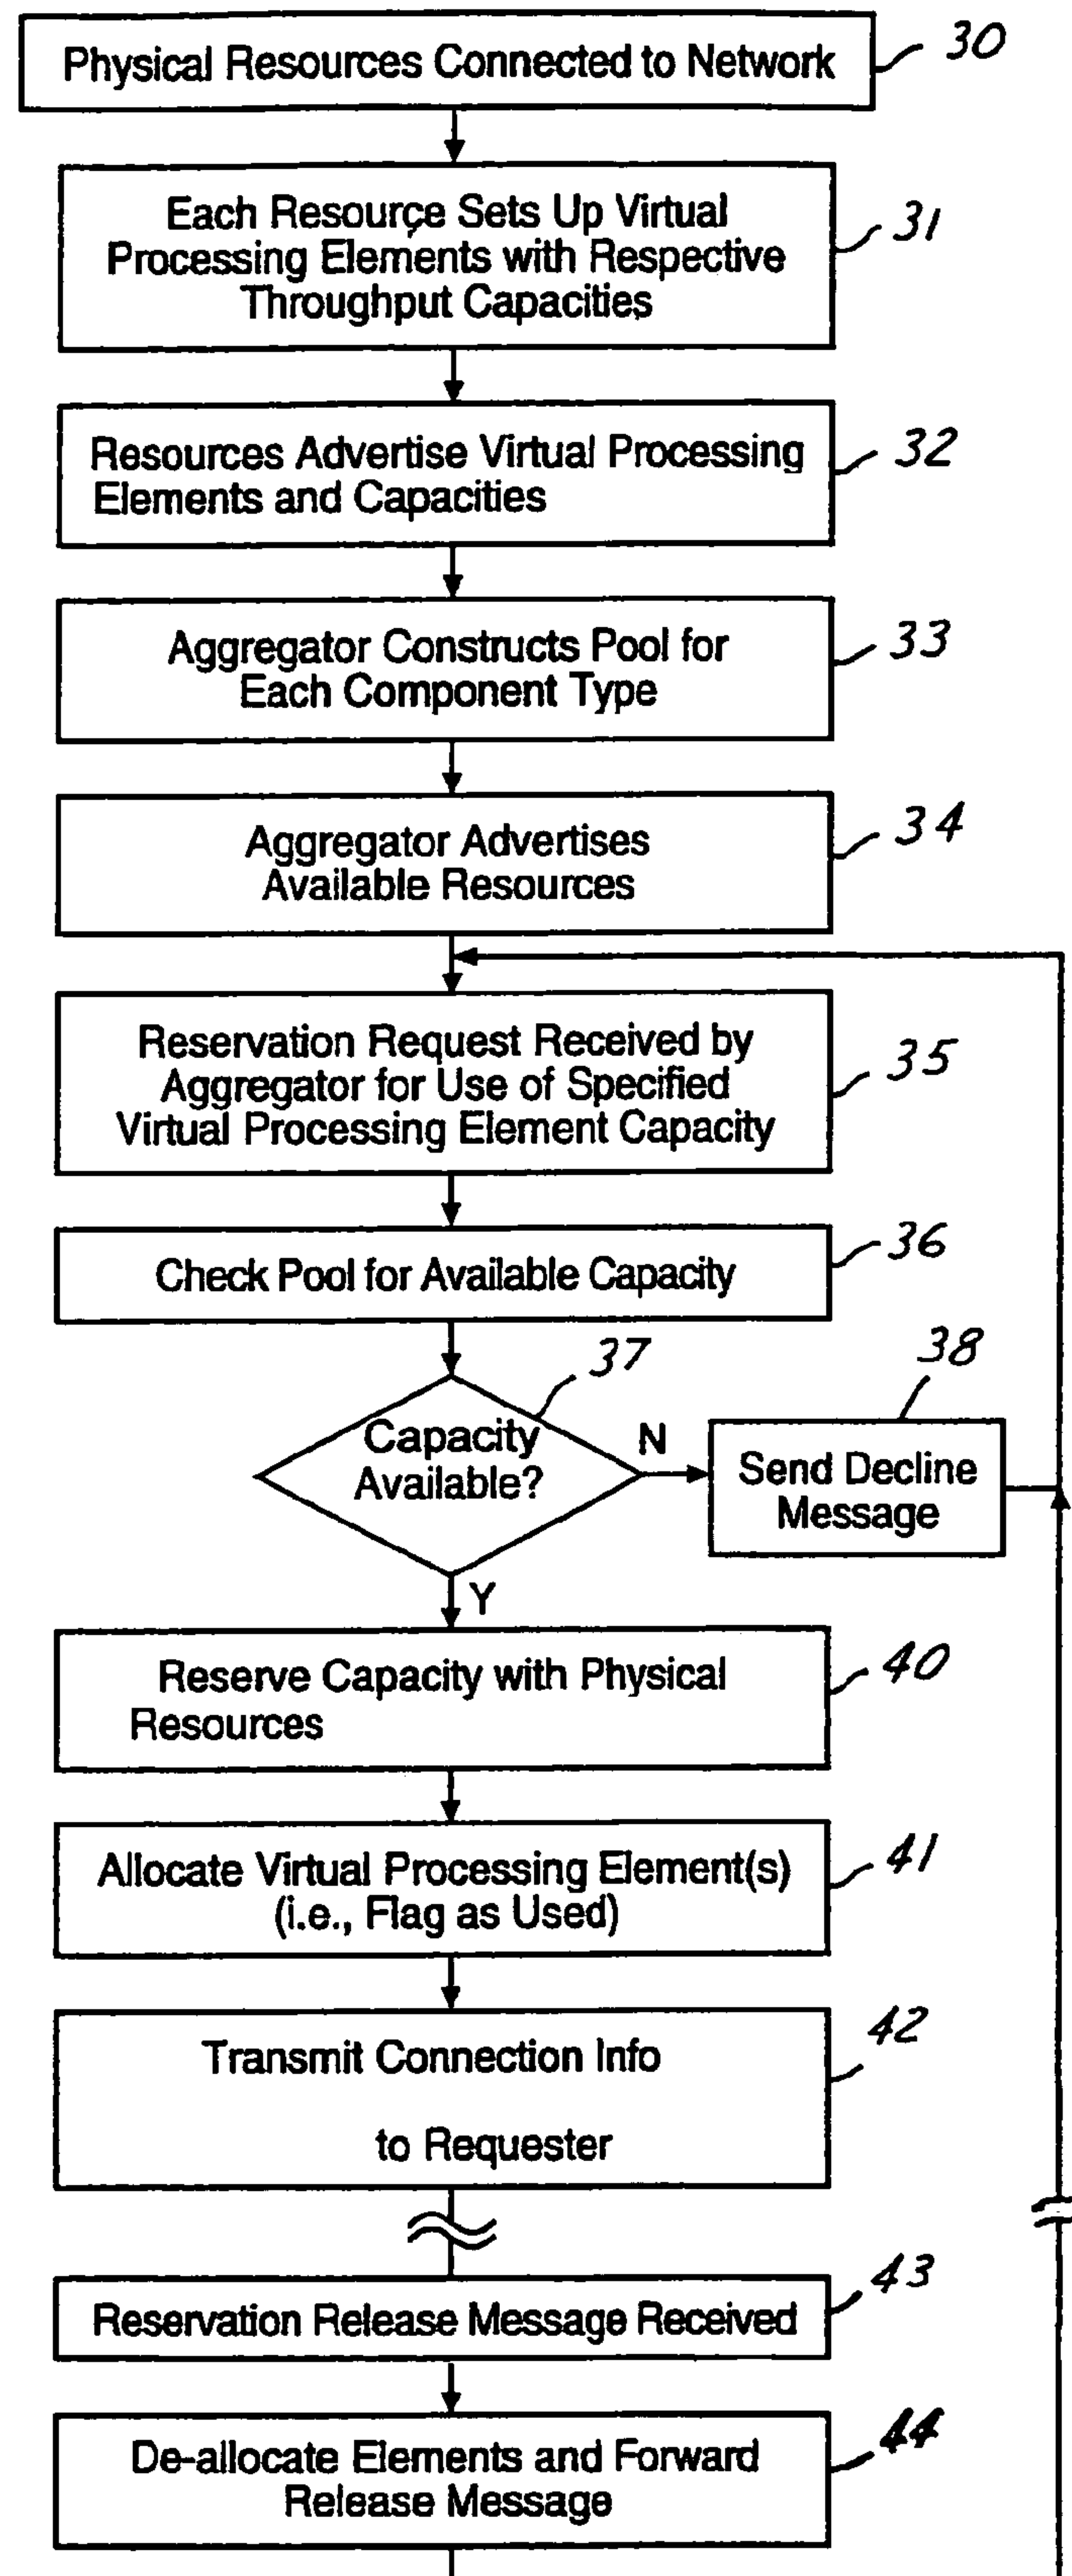 Physical Resources Connected to Network
30
Each Resource Sets Up Virtual
Processing Elements with Respective
Throughput Capacities
31
Resources Advertise Virtual Processing
Elements and Capacities
32
Aggregator Constructs Pool for
Each Component Type
33
Aggregator Advertises
Available Resources
34
Reservation Request Received by
Aggregator for Use of Specified
Virtual Processing Element Capacity
35
Check Pool for Available Capacity
36
Capacity
Available?
37
N
Send Decline
Message
38
Y
Reserve Capacity with Physical
Resources
40
Allocate Virtual Processing Element(s)
(i.e., Flag as Used)
41
Transmit Connection Info
to Requester
42
Reservation Release Message Received
43
De-allocate Elements and Forward
Release Message
44